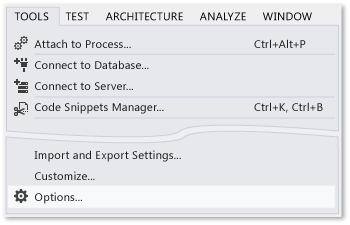 TOOLS TEST ARCHITECTURE ANALYZE WINDOW
Attach to Process... Ctrl+Alt+P
Connect to Database...
Connect to Server...
Code Snippets Manager... Ctrl+K, Ctrl+B
Import and Export Settings...
Customize...
Options...